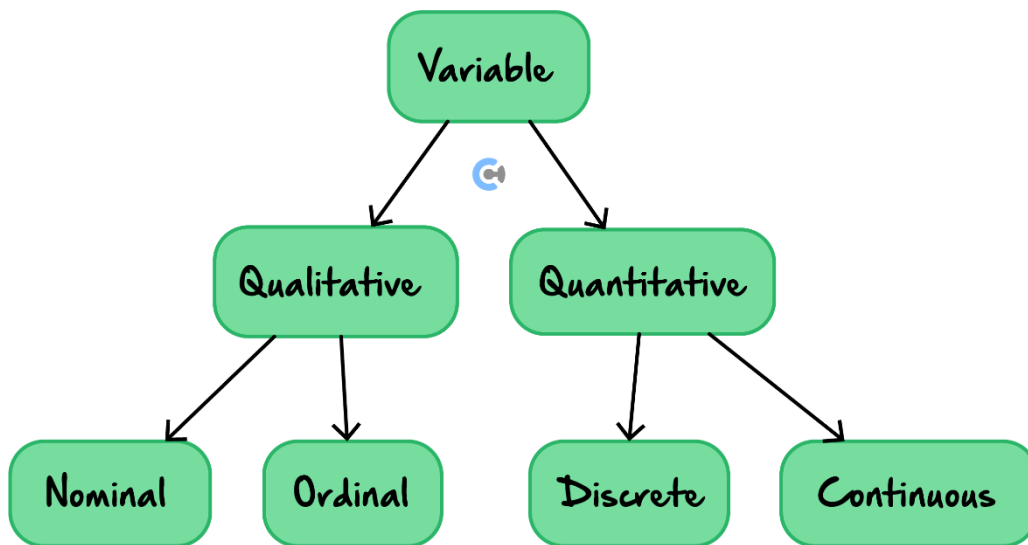 Variable
Qualitative
Quantitative
Nominal
Ordinal
Discrete
Continuous